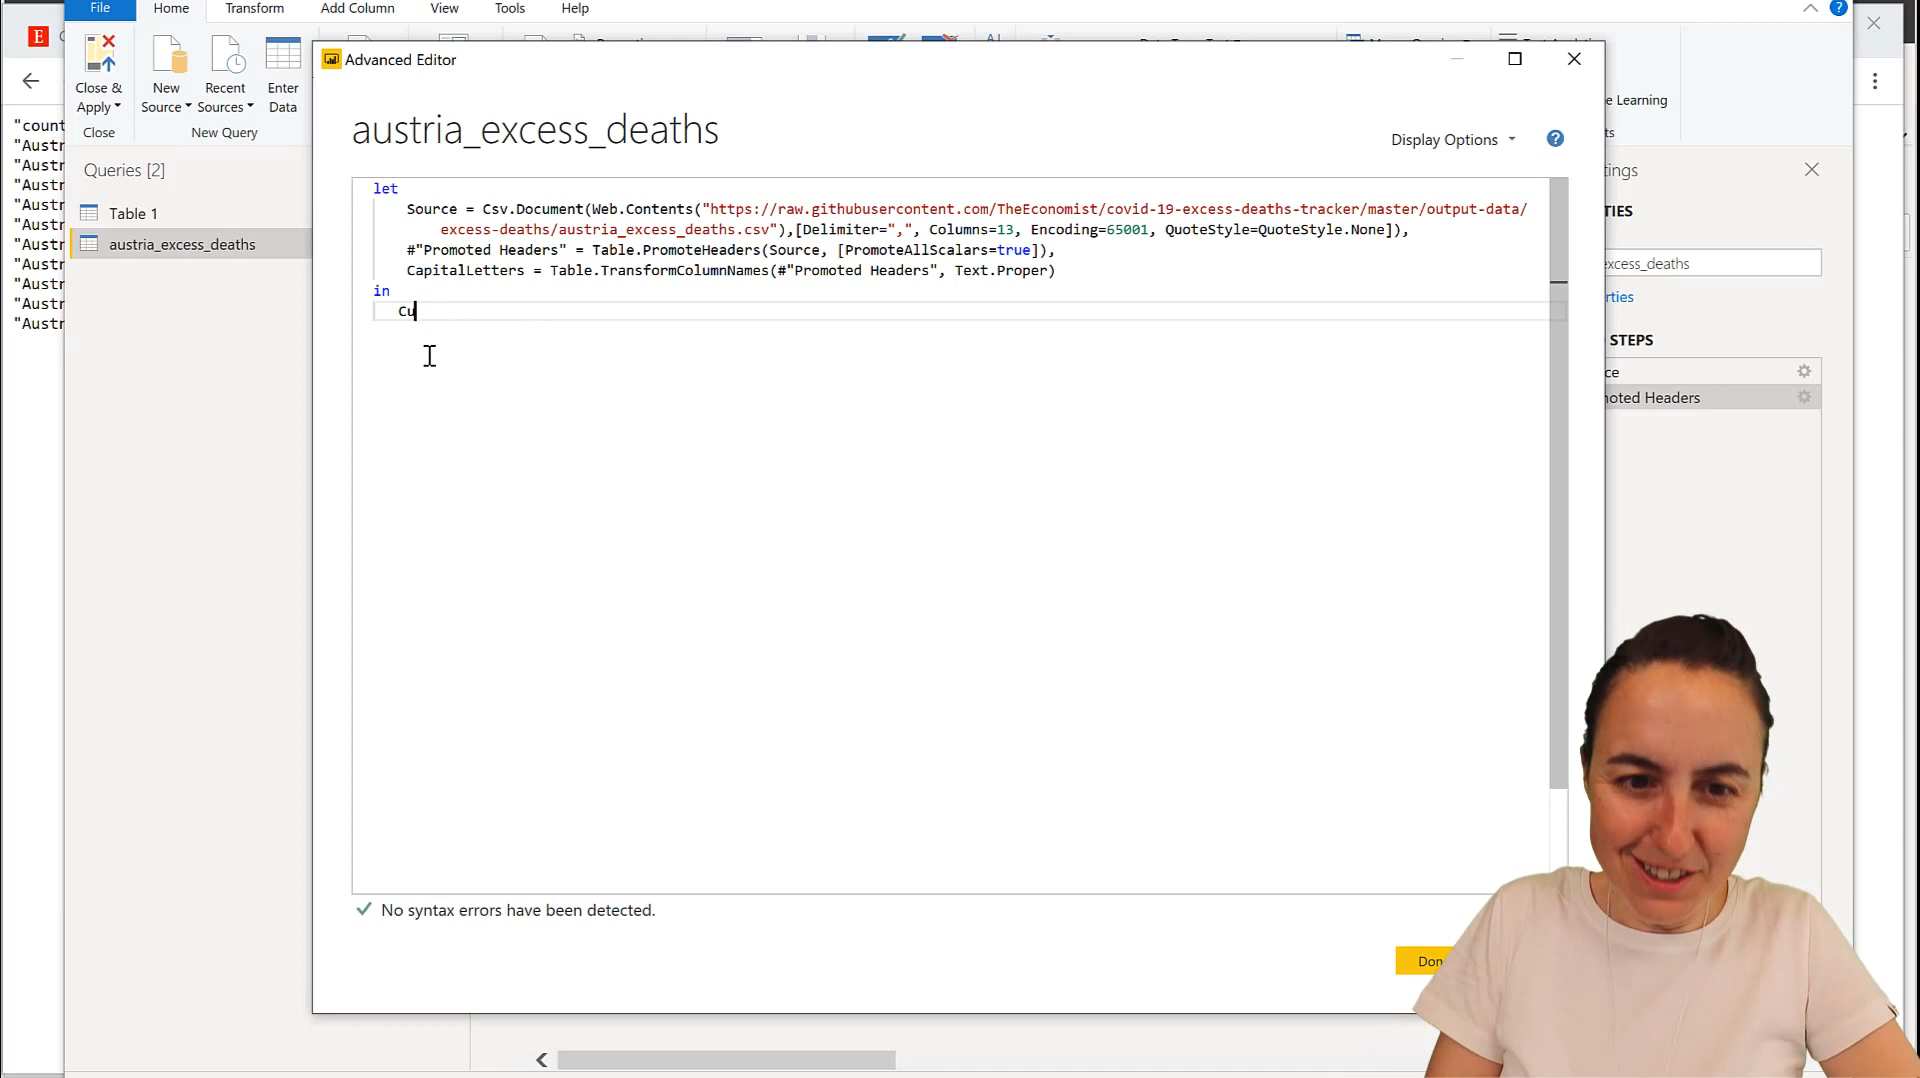 File Home Transform Add Column View Tools Help
Advanced Editor
Close & Apply New Source Recent Sources Enter Data
Close New Query
austria_excess_deaths
Display Options
Queries [2]
Table 1
austria_excess_deaths
let
Source = Csv.Document(Web.Contents("https://raw.githubusercontent.com/TheEconomist/covid-19-excess-deaths-tracker/master/output-data/
excess-deaths/austria_excess_deaths.csv"),[Delimiter=",", Columns=13, Encoding=65001, QuoteStyle=QuoteStyle.None]),
#"Promoted Headers" = Table.PromoteHeaders(Source, [PromoteAllScalars=true]),
CapitalLetters = Table.TransformColumnNames(#"Promoted Headers", Text.Proper)
in
Cu
No syntax errors have been detected.
Don
"count
"Austr
"Austr
"Austr
"Austr
"Austr
"Austr
"Austr
"Austr
"Austr
"Austr
e Learning
ts
tings
RTIES
xcess_deaths
rties
STEPS
ce
noted Headers